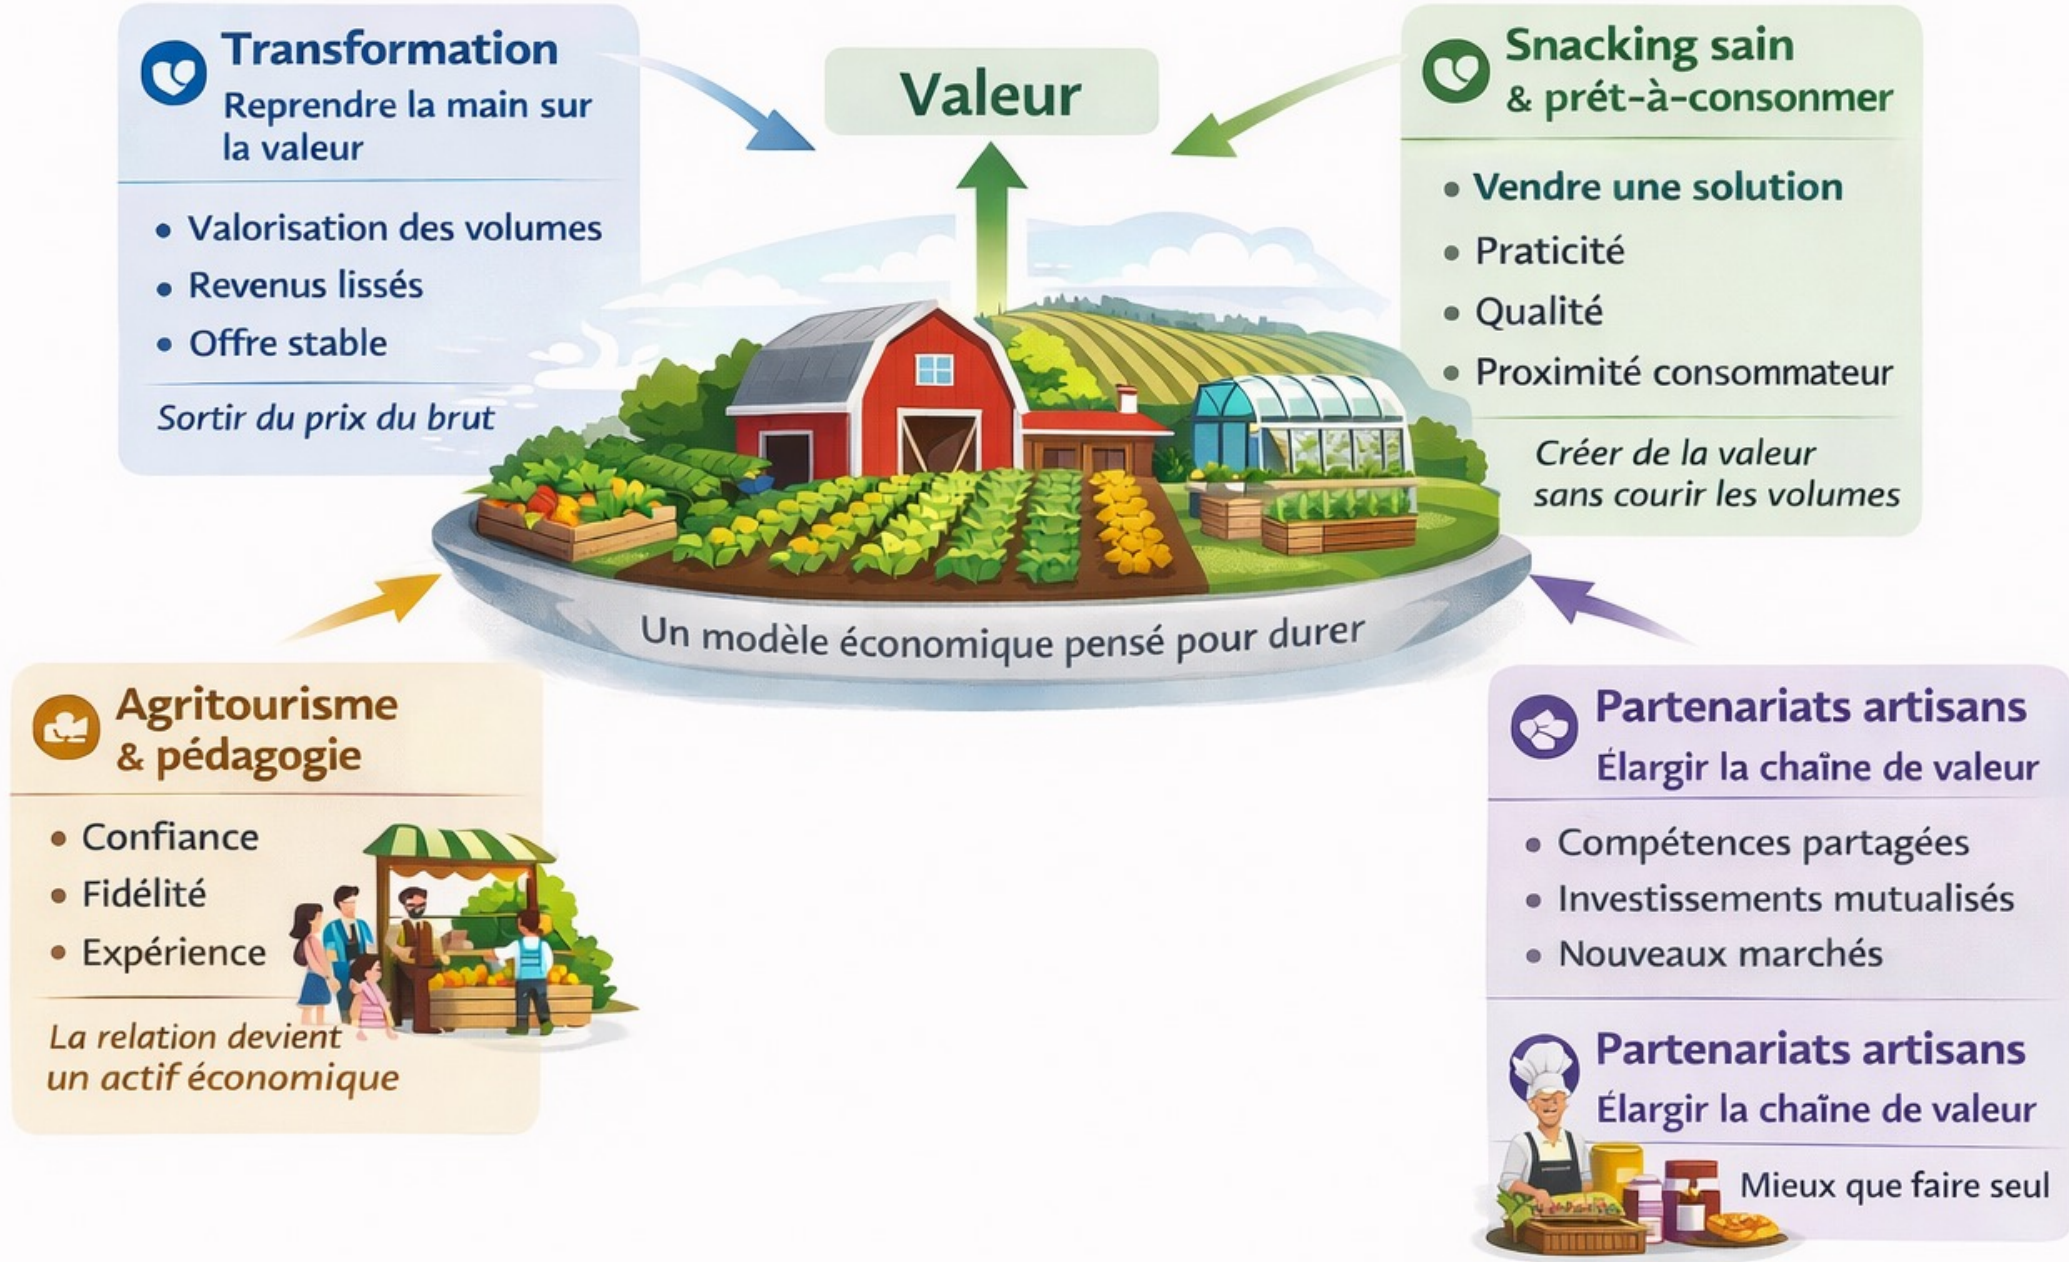 Transformation
Reprendre la main sur
la valeur
• Valorisation des volumes
• Revenus lissés
• Offre stable
Sortir du prix du brut
Valeur
Snacking sain
& prét-à-consonmer
• Vendre une solution
• Praticité
• Qualité
• Proximité consommateur
Créer de la valeur
sans courir les volumes
Un modèle économique pensé pour durer
Agritourisme
& pédagogie
• Confiance
• Fidélité
• Expérience
La relation devient
un actif économique
Partenariats artisans
Élargir la chaîne de valeur
• Compétences partagées
• Investissements mutualisés
• Nouveaux marchés
Partenariats artisans
Élargir la chaîne de valeur
Mieux que faire seul